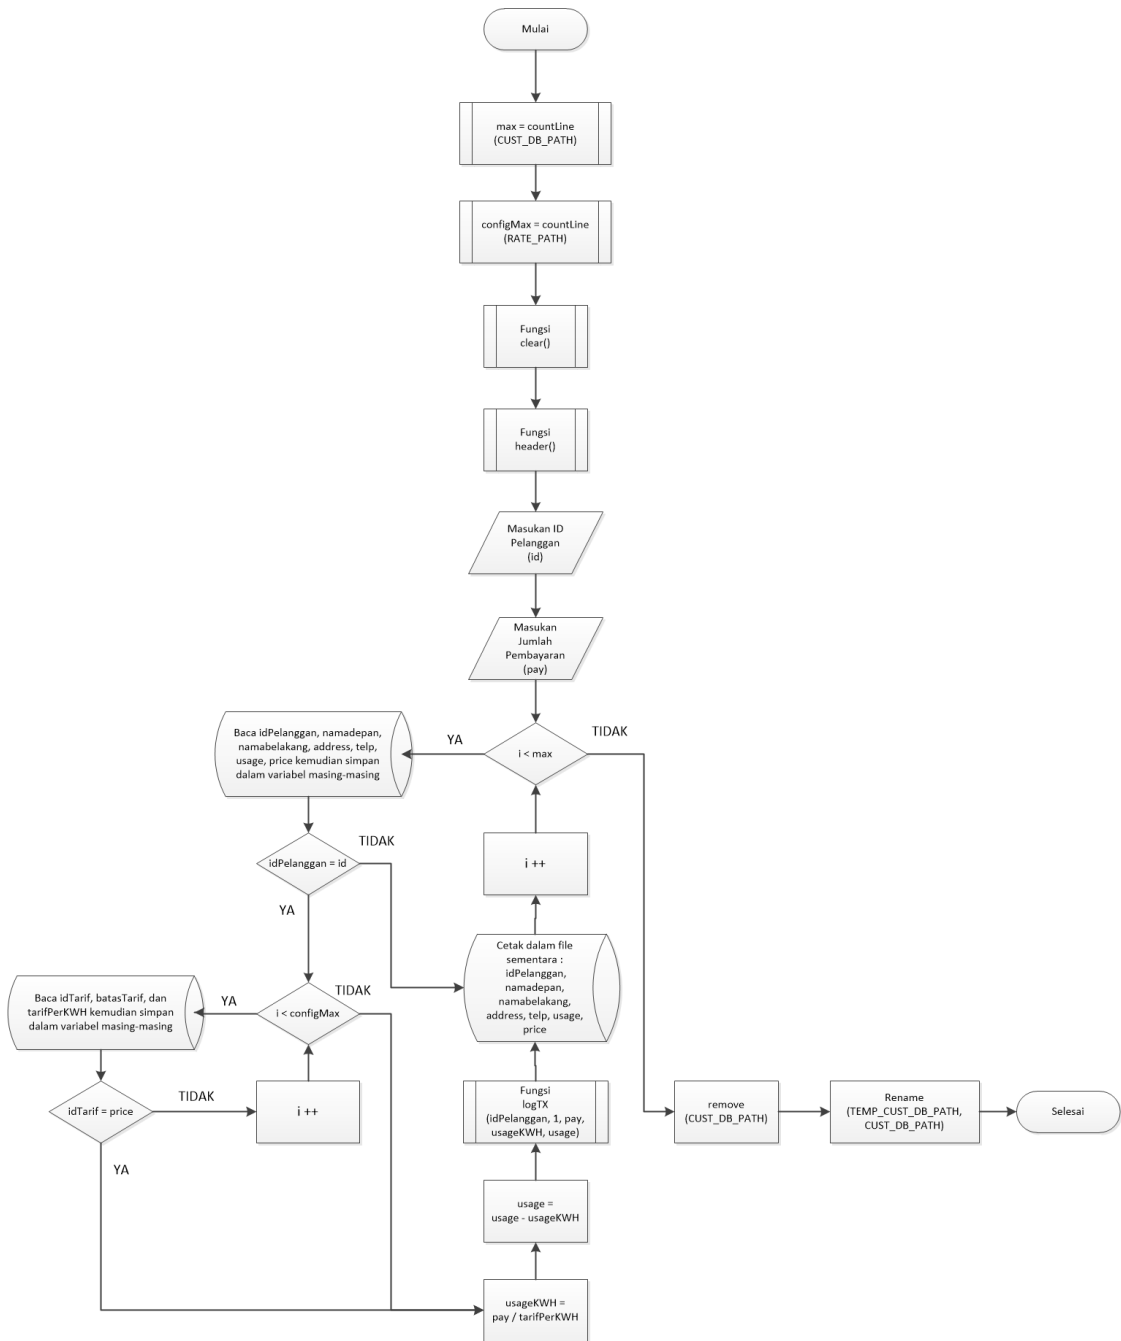 Mulai
max = countLine
(CUST_DB_PATH)
configMax = countLine
(RATE_PATH)
Fungsi
clear()
Fungsi
header()
Masukan ID
Pelanggan
(id)
Masukan
Jumlah
Pembayaran
(pay)
i < max
YA
TIDAK
Baca idPelanggan, namadepan,
namabelakang, address, telp,
usage, price kemudian simpan
dalam variabel masing-masing
idPelanggan = id
TIDAK
YA
i ++
Cetak dalam file
sementara :
idPelanggan,
namadepan,
namabelakang,
address, telp, usage,
price
i < configMax
YA
TIDAK
Baca idTarif, batasTarif, dan
tarifPerKWH kemudian simpan
dalam variabel masing-masing
idTarif = price
TIDAK
YA
i ++
Fungsi
logTX
(idPelanggan, 1, pay,
usageKWH, usage)
usage =
usage - usageKWH
usageKWH =
pay / tarifPerKWH
remove
(CUST_DB_PATH)
Rename
(TEMP_CUST_DB_PATH,
CUST_DB_PATH)
Selesai